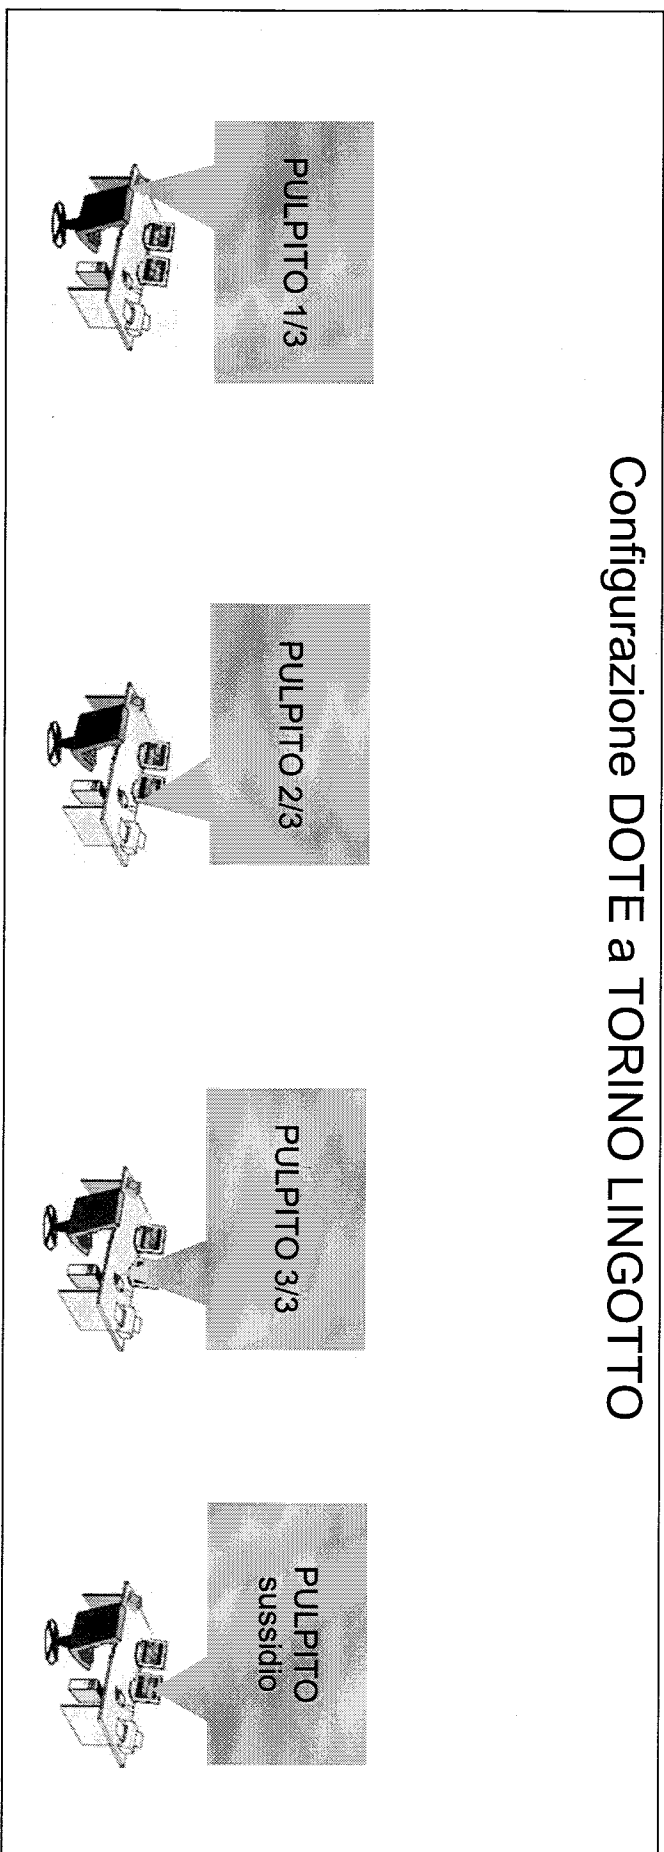 Configurazione DOTE a TORINO LINGOTTO
PULPITO 1/3
PULPITO 2/3
PULPITO 3/3
PULPITO
sussidio